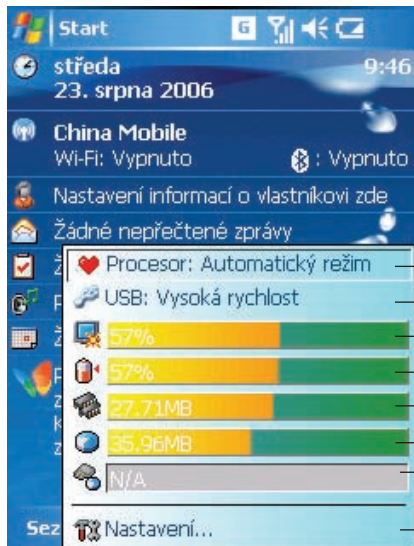 Start
G
středa
9:46
23. srpna 2006
China Mobile
Wi-Fi: Vypnuto
: Vypnuto
Nastavení informací o vlastníkovi zde
Žádné nepřečtené zprávy
Procesor: Automatický režim
USB: Vysoká rychlost
57%
57%
27.71MB
35.96MB
N/A
Nastavení...
Sez